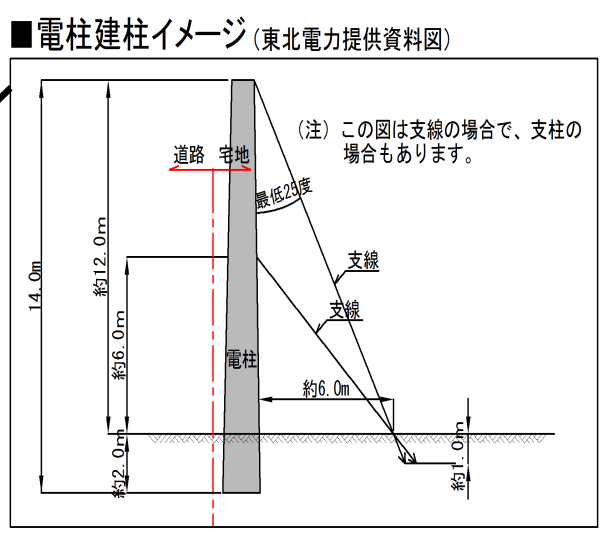 ■電柱建柱イメージ(東北電力提供資料図)
(注) この図は支線の場合で、支柱の
場合もあります。
道路 宅地
最低25度
約12.0m
14.0m
支線
支線
約6.0m
電柱
約6.0m
約2.0m
約1.0m